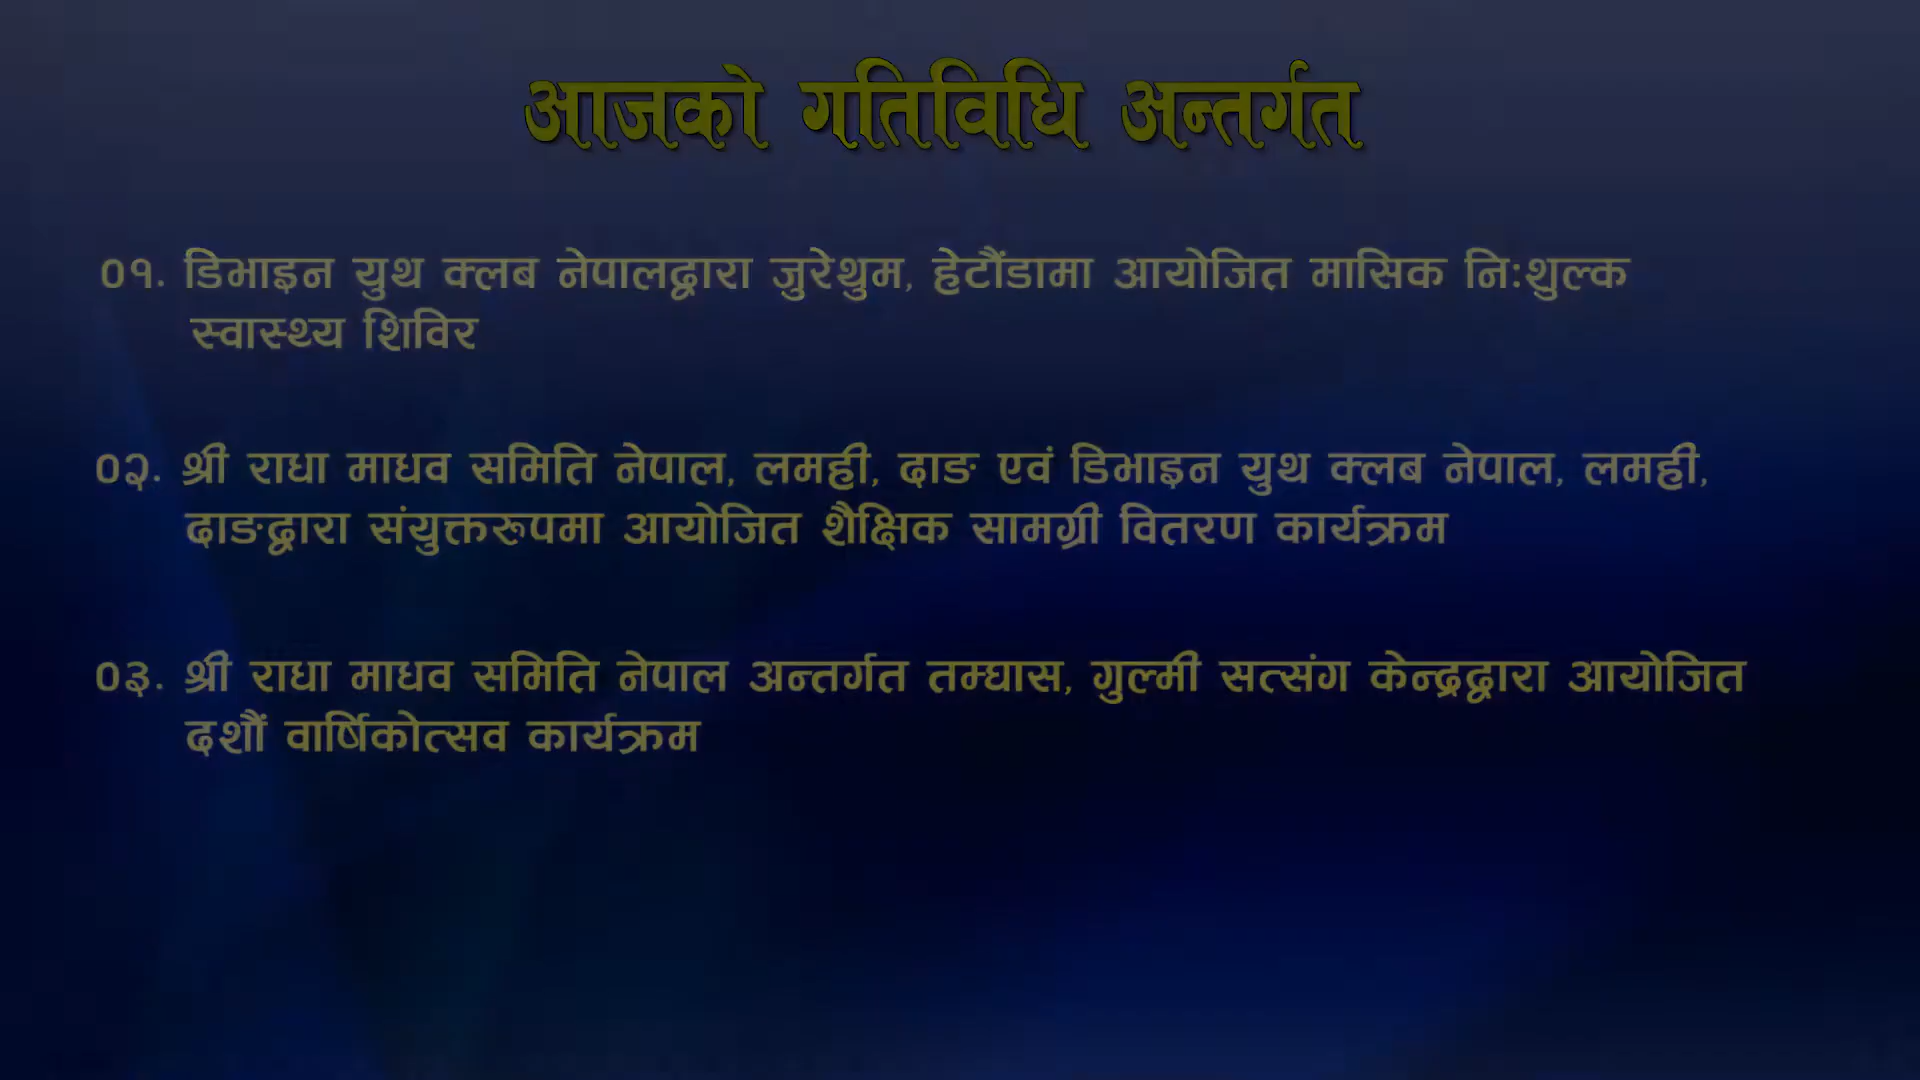 आजको गतिविधि अन्तर्गत
०१. डिभाइन युथ क्लब नेपालद्वारा जुरेथुम, हेटौंडामा आयोजित मासिक निःशुल्क
स्वास्थ्य शिविर
०२. श्री राधा माधव समिति नेपाल, लमही, दाङ एवं डिभाइन युथ क्लब नेपाल, लमही,
दाङद्वारा संयुक्तरूपमा आयोजित शैक्षिक सामग्री वितरण कार्यक्रम
०३. श्री राधा माधव समिति नेपाल अन्तर्गत तम्घास, गुल्मी सत्संग केन्द्रद्वारा आयोजित
दशौं वार्षिकोत्सव कार्यक्रम